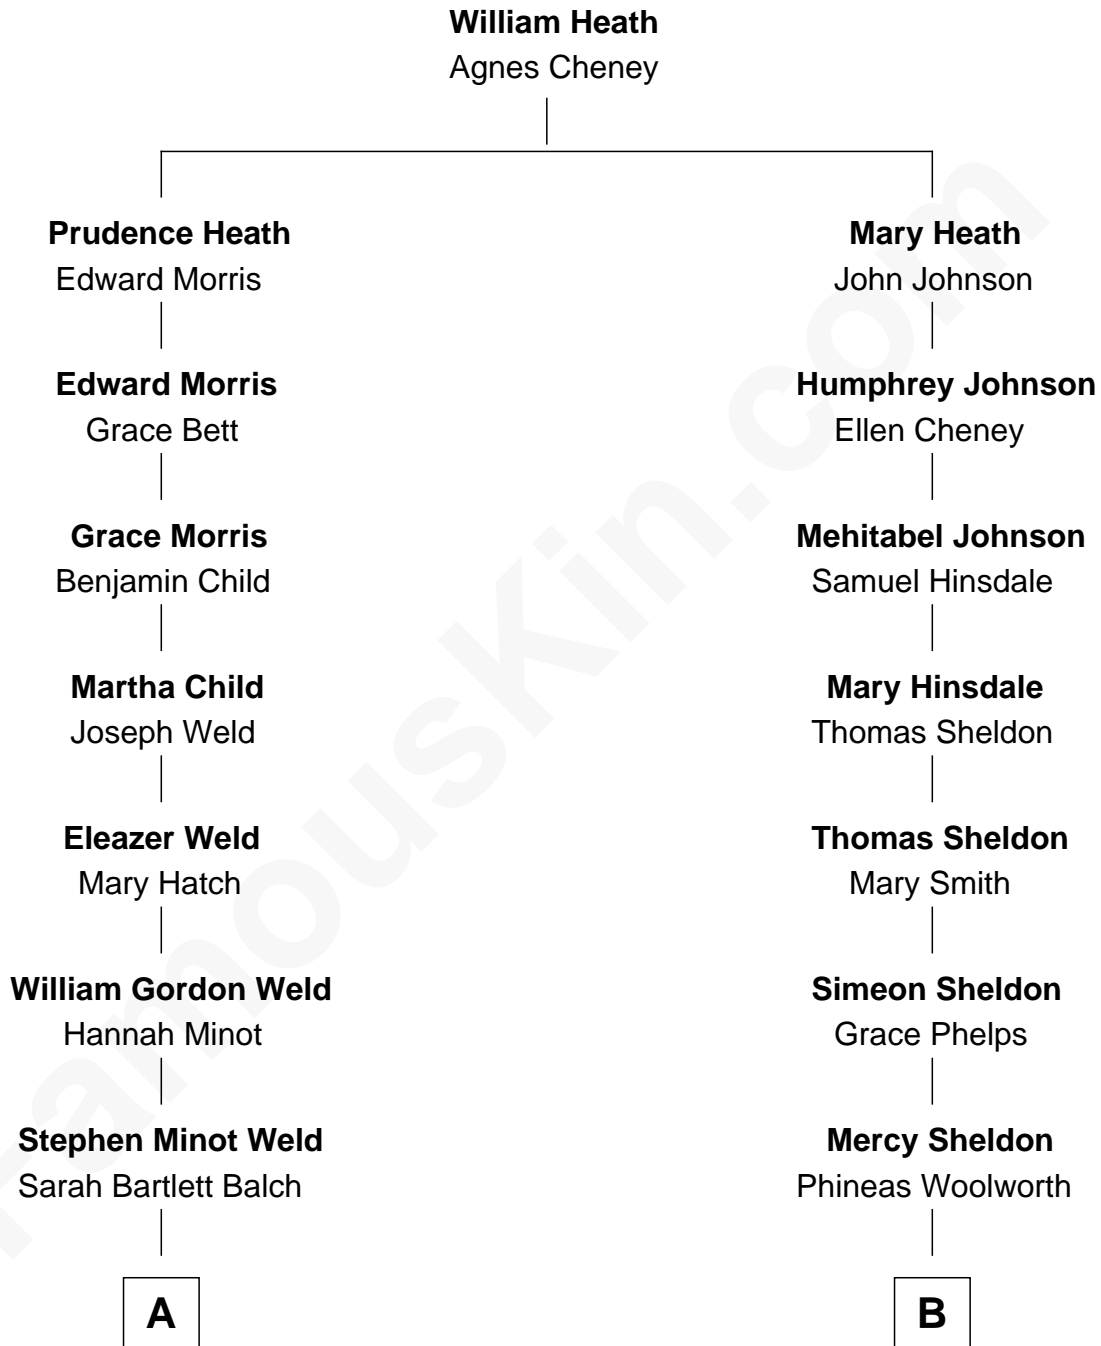 William Heath
Agnes Cheney
Prudence Heath
Edward Morris
Mary Heath
John Johnson
Edward Morris
Grace Bett
Humphrey Johnson
Ellen Cheney
Grace Morris
Benjamin Child
Mehitabel Johnson
Samuel Hinsdale
Martha Child
Joseph Weld
Mary Hinsdale
Thomas Sheldon
Eleazer Weld
Mary Hatch
Thomas Sheldon
Mary Smith
William Gordon Weld
Hannah Minot
Simeon Sheldon
Grace Phelps
Stephen Minot Weld
Sarah Bartlett Balch
Mercy Sheldon
Phineas Woolworth
A
B
FamousKin.com